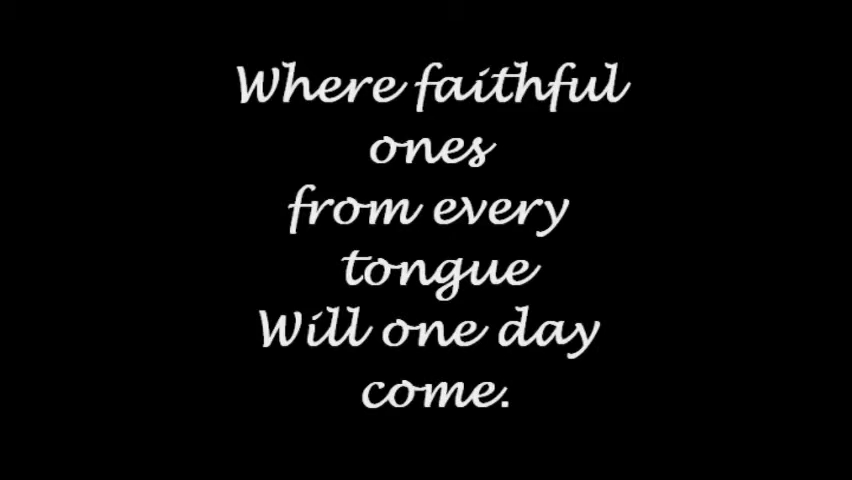 Where faithful
ones
from every
tongue
Will one day
come.